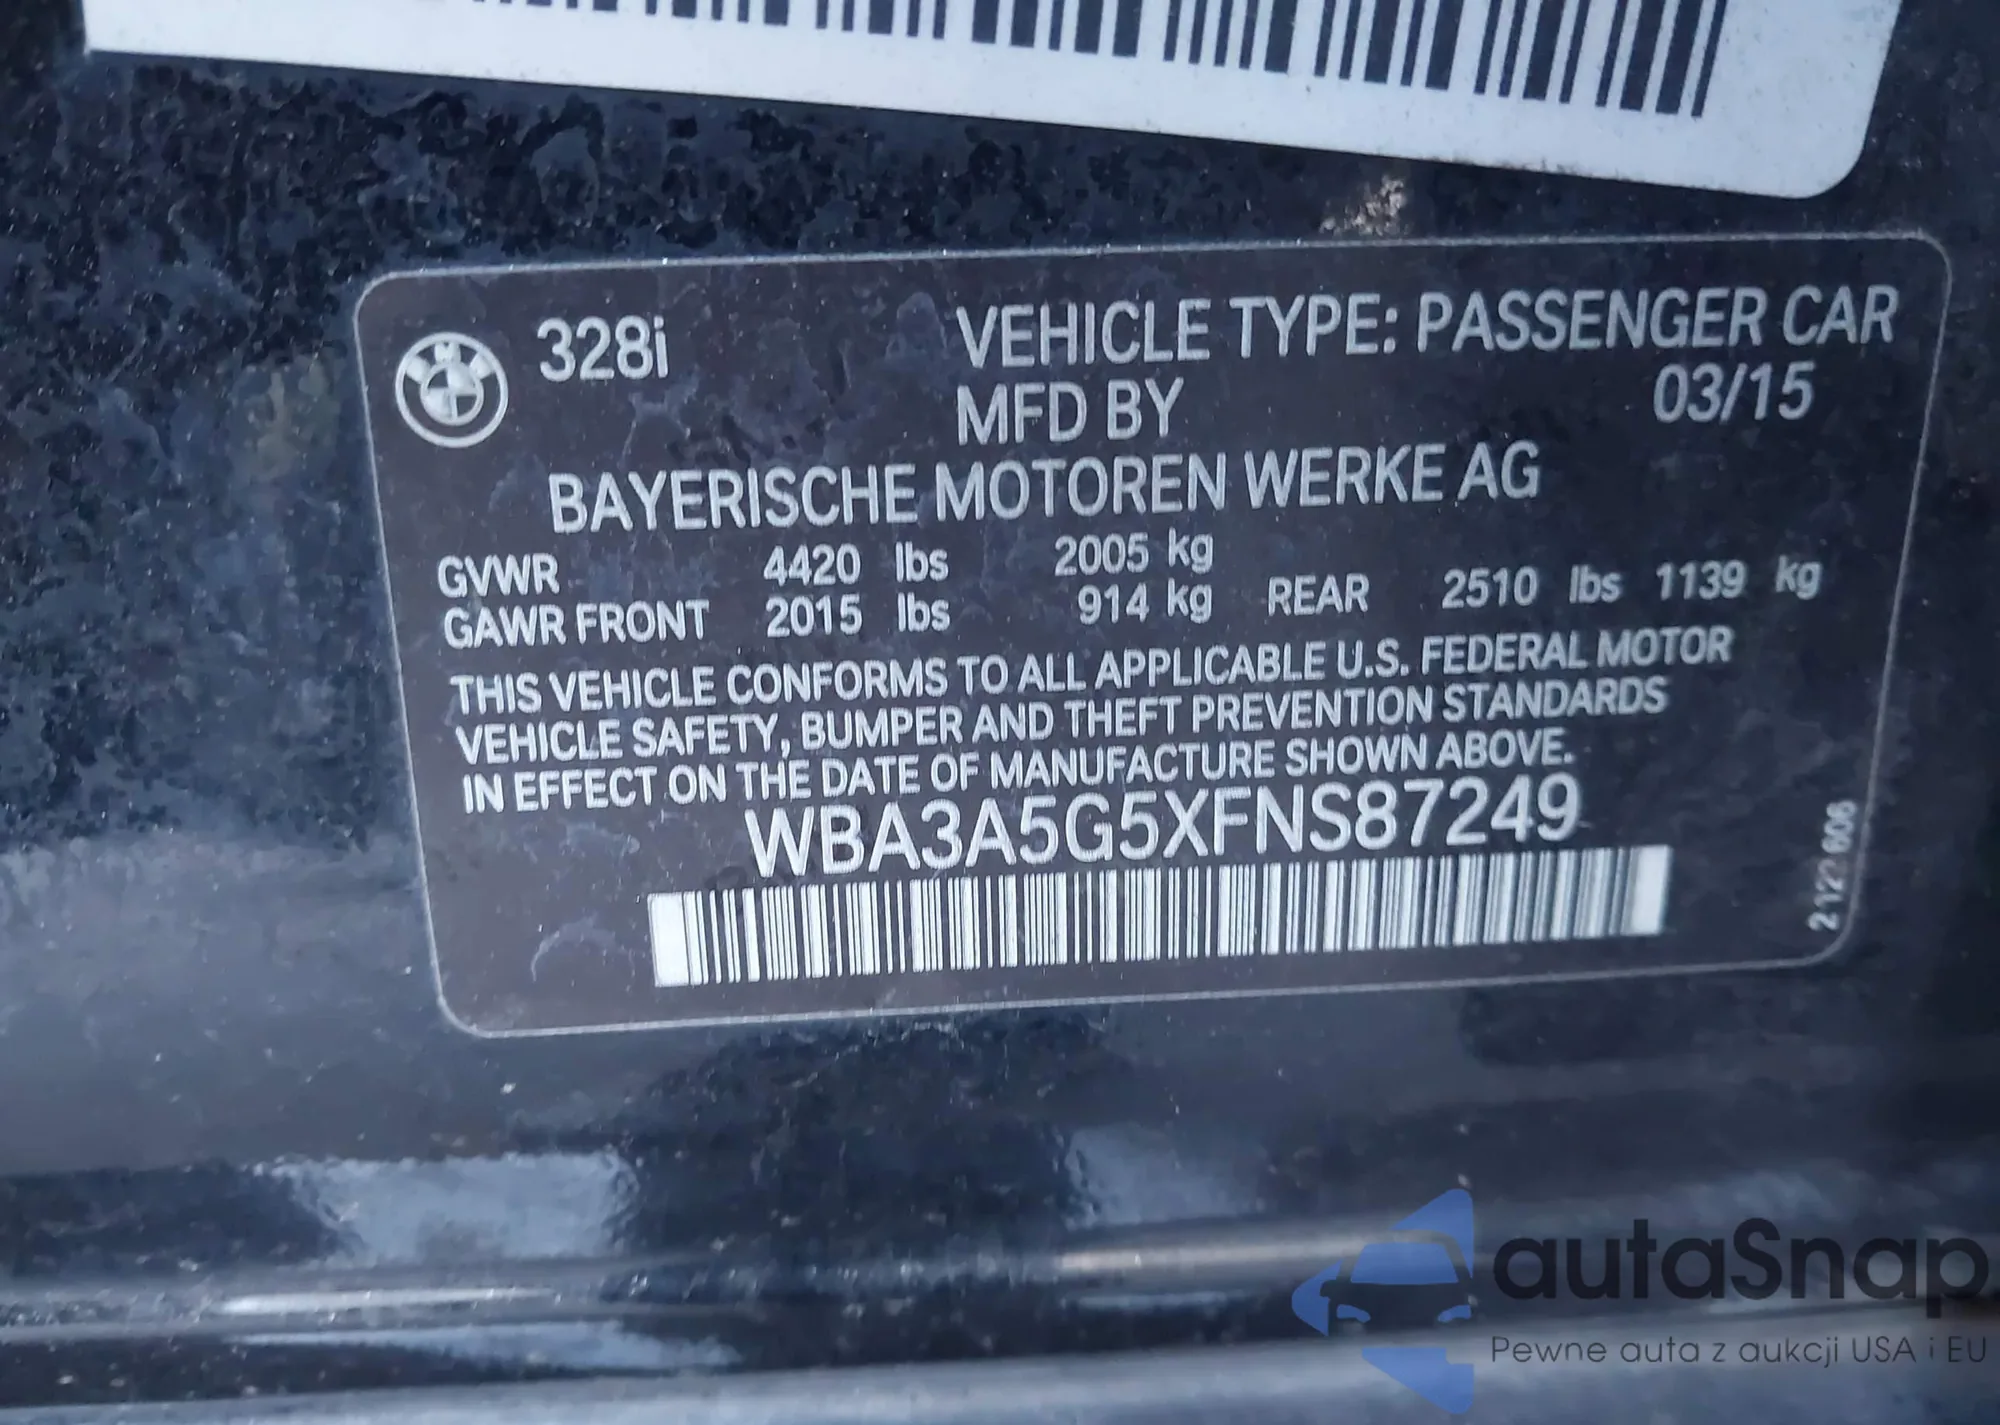 328i
VEHICLE TYPE: PASSENGER CAR
MFD BY
03/15
BAYERISCHE MOTOREN WERKE AG
GVWR 4420 lbs 2005 kg
GAWR FRONT 2015 lbs 914 kg REAR 2510 lbs 1139 kg
THIS VEHICLE CONFORMS TO ALL APPLICABLE U.S. FEDERAL MOTOR
VEHICLE SAFETY, BUMPER AND THEFT PREVENTION STANDARDS
IN EFFECT ON THE DATE OF MANUFACTURE SHOWN ABOVE.
WBA3A5G5XFNS87249
autaSnap
Pewne auta z aukcji USA i EU